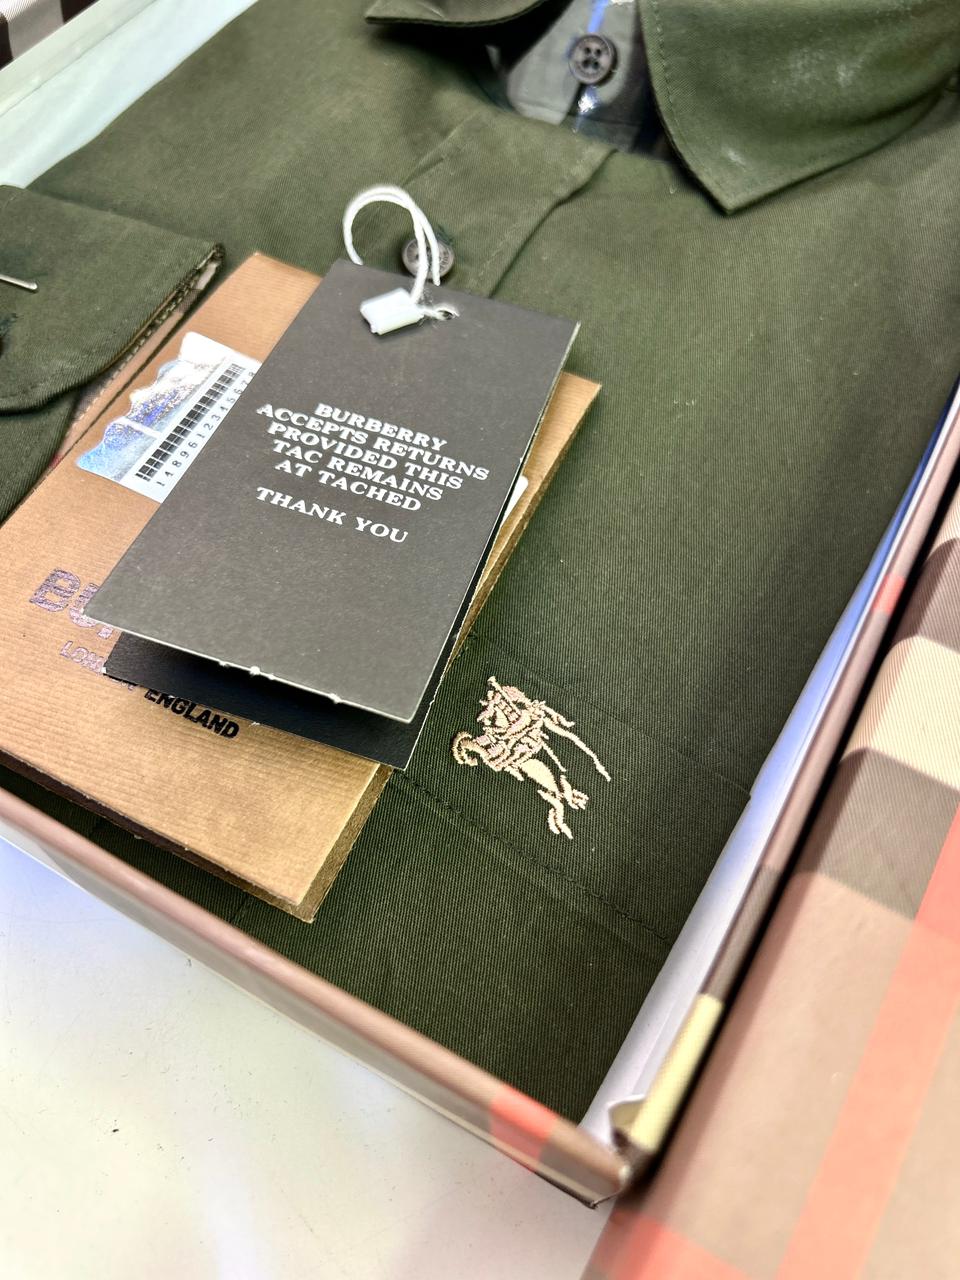 BURBERRY
ACCEPTS RETURNS
PROVIDED THIS
TAC REMAINS
AT TACHED
THANK YOU
ENGLAND